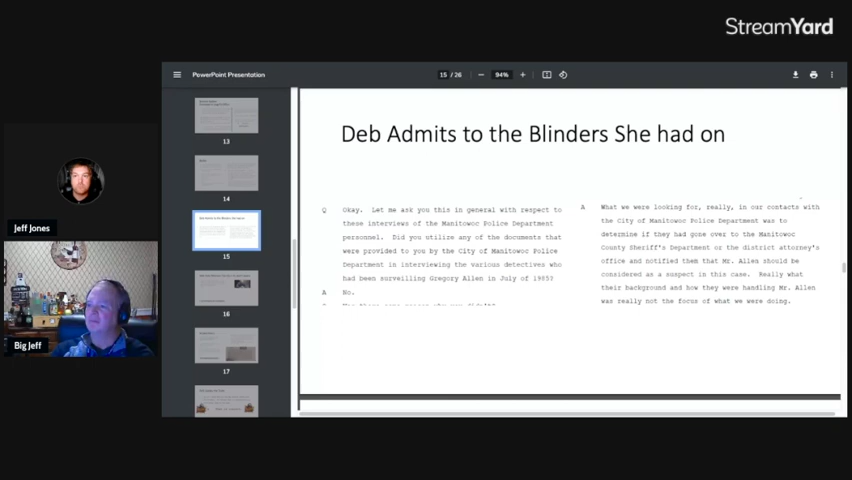 StreamYard
PowerPoint Presentation
15 / 26
94%
13
14
15
16
17
Jeff Jones
Big Jeff
Deb Admits to the Blinders She had on
Q Okay. Let me ask you this in general with respect to
these interviews of the Manitowoc Police Department
personnel. Did you utilize any of the documents that
were provided to you by the City of Manitowoc Police
Department in interviewing the various detectives who
had been surveilling Gregory Allen in July of 1985?
A No.
A What we were looking for, really, in our contacts with
the City of Manitowoc Police Department was to
determine if they had gone over to the Manitowoc
County Sheriff's Department or the district attorney's
office and notified them that Mr. Allen should be
considered as a suspect in this case. Really what
their background and how they were handling Mr. Allen
was really not the focus of what we were doing.